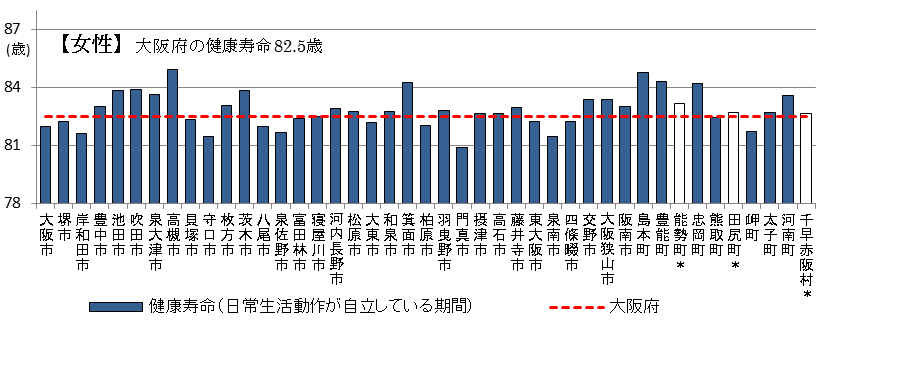 87
(歳)
【女性】 大阪府の健康寿命82.5歳
84
81
78
大阪市
堺市
岸和田市
豊中市
池田市
吹田市
泉大津市
高槻市
貝塚市
守口市
枚方市
茨木市
八尾市
泉佐野市
富田林市
寝屋川市
河内長野市
松原市
大東市
和泉市
箕面市
柏原市
羽曳野市
門真市
摂津市
高石市
藤井寺市
東大阪市
泉南市
四條畷市
交野市
大阪狭山市
阪南市
島本町
豊能町
能勢町*
忠岡町
熊取町
田尻町*
岬町
太子町
河南町
千早赤阪村*
健康寿命(日常生活動作が自立している期間)
大阪府